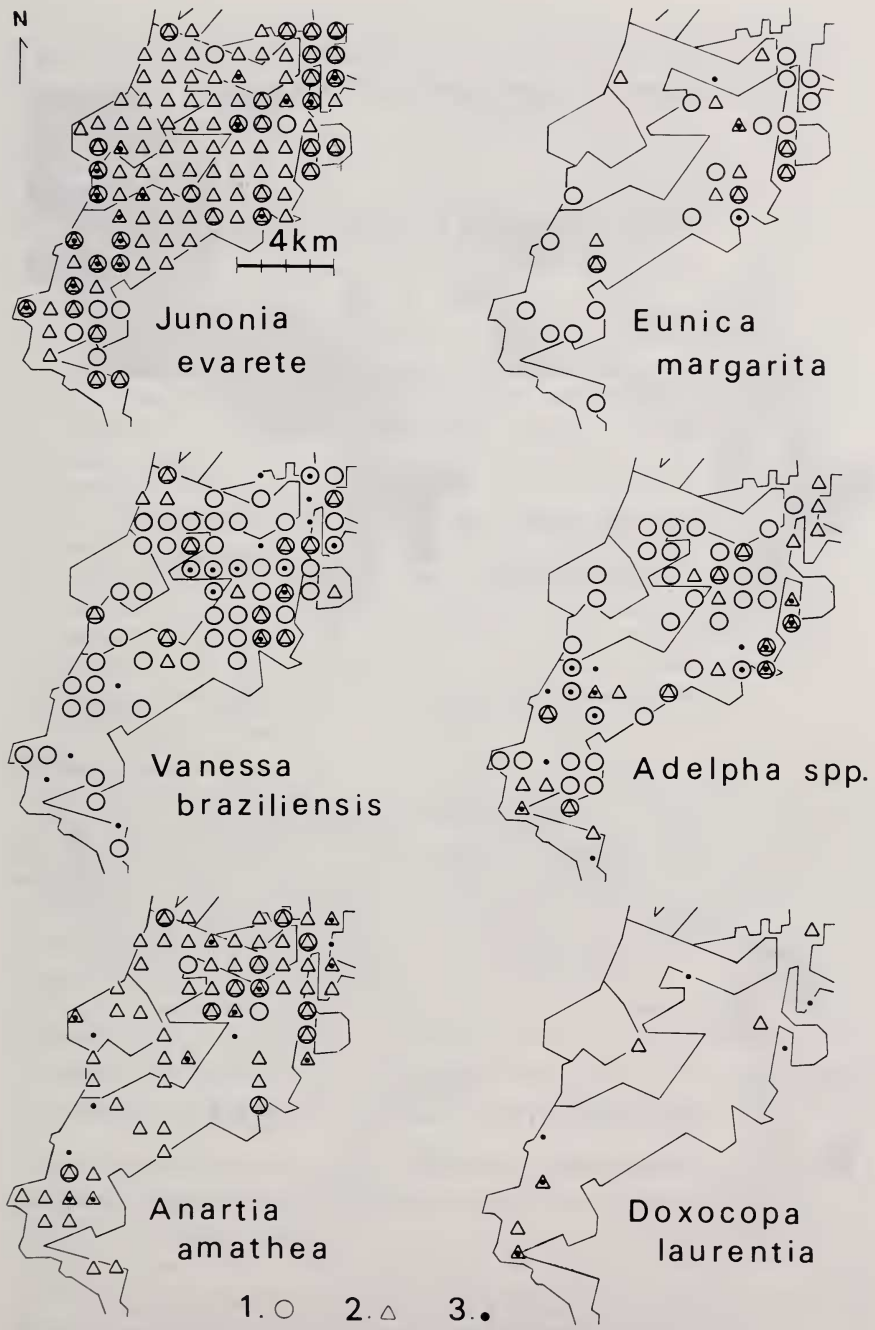 N
4km
Junonia
evarete
Eunica
margarita
Vanessa
braziliensis
Adelpha spp.
Anartia
amathea
Doxocopa
laurentia
1. ○ 2. △ 3. •